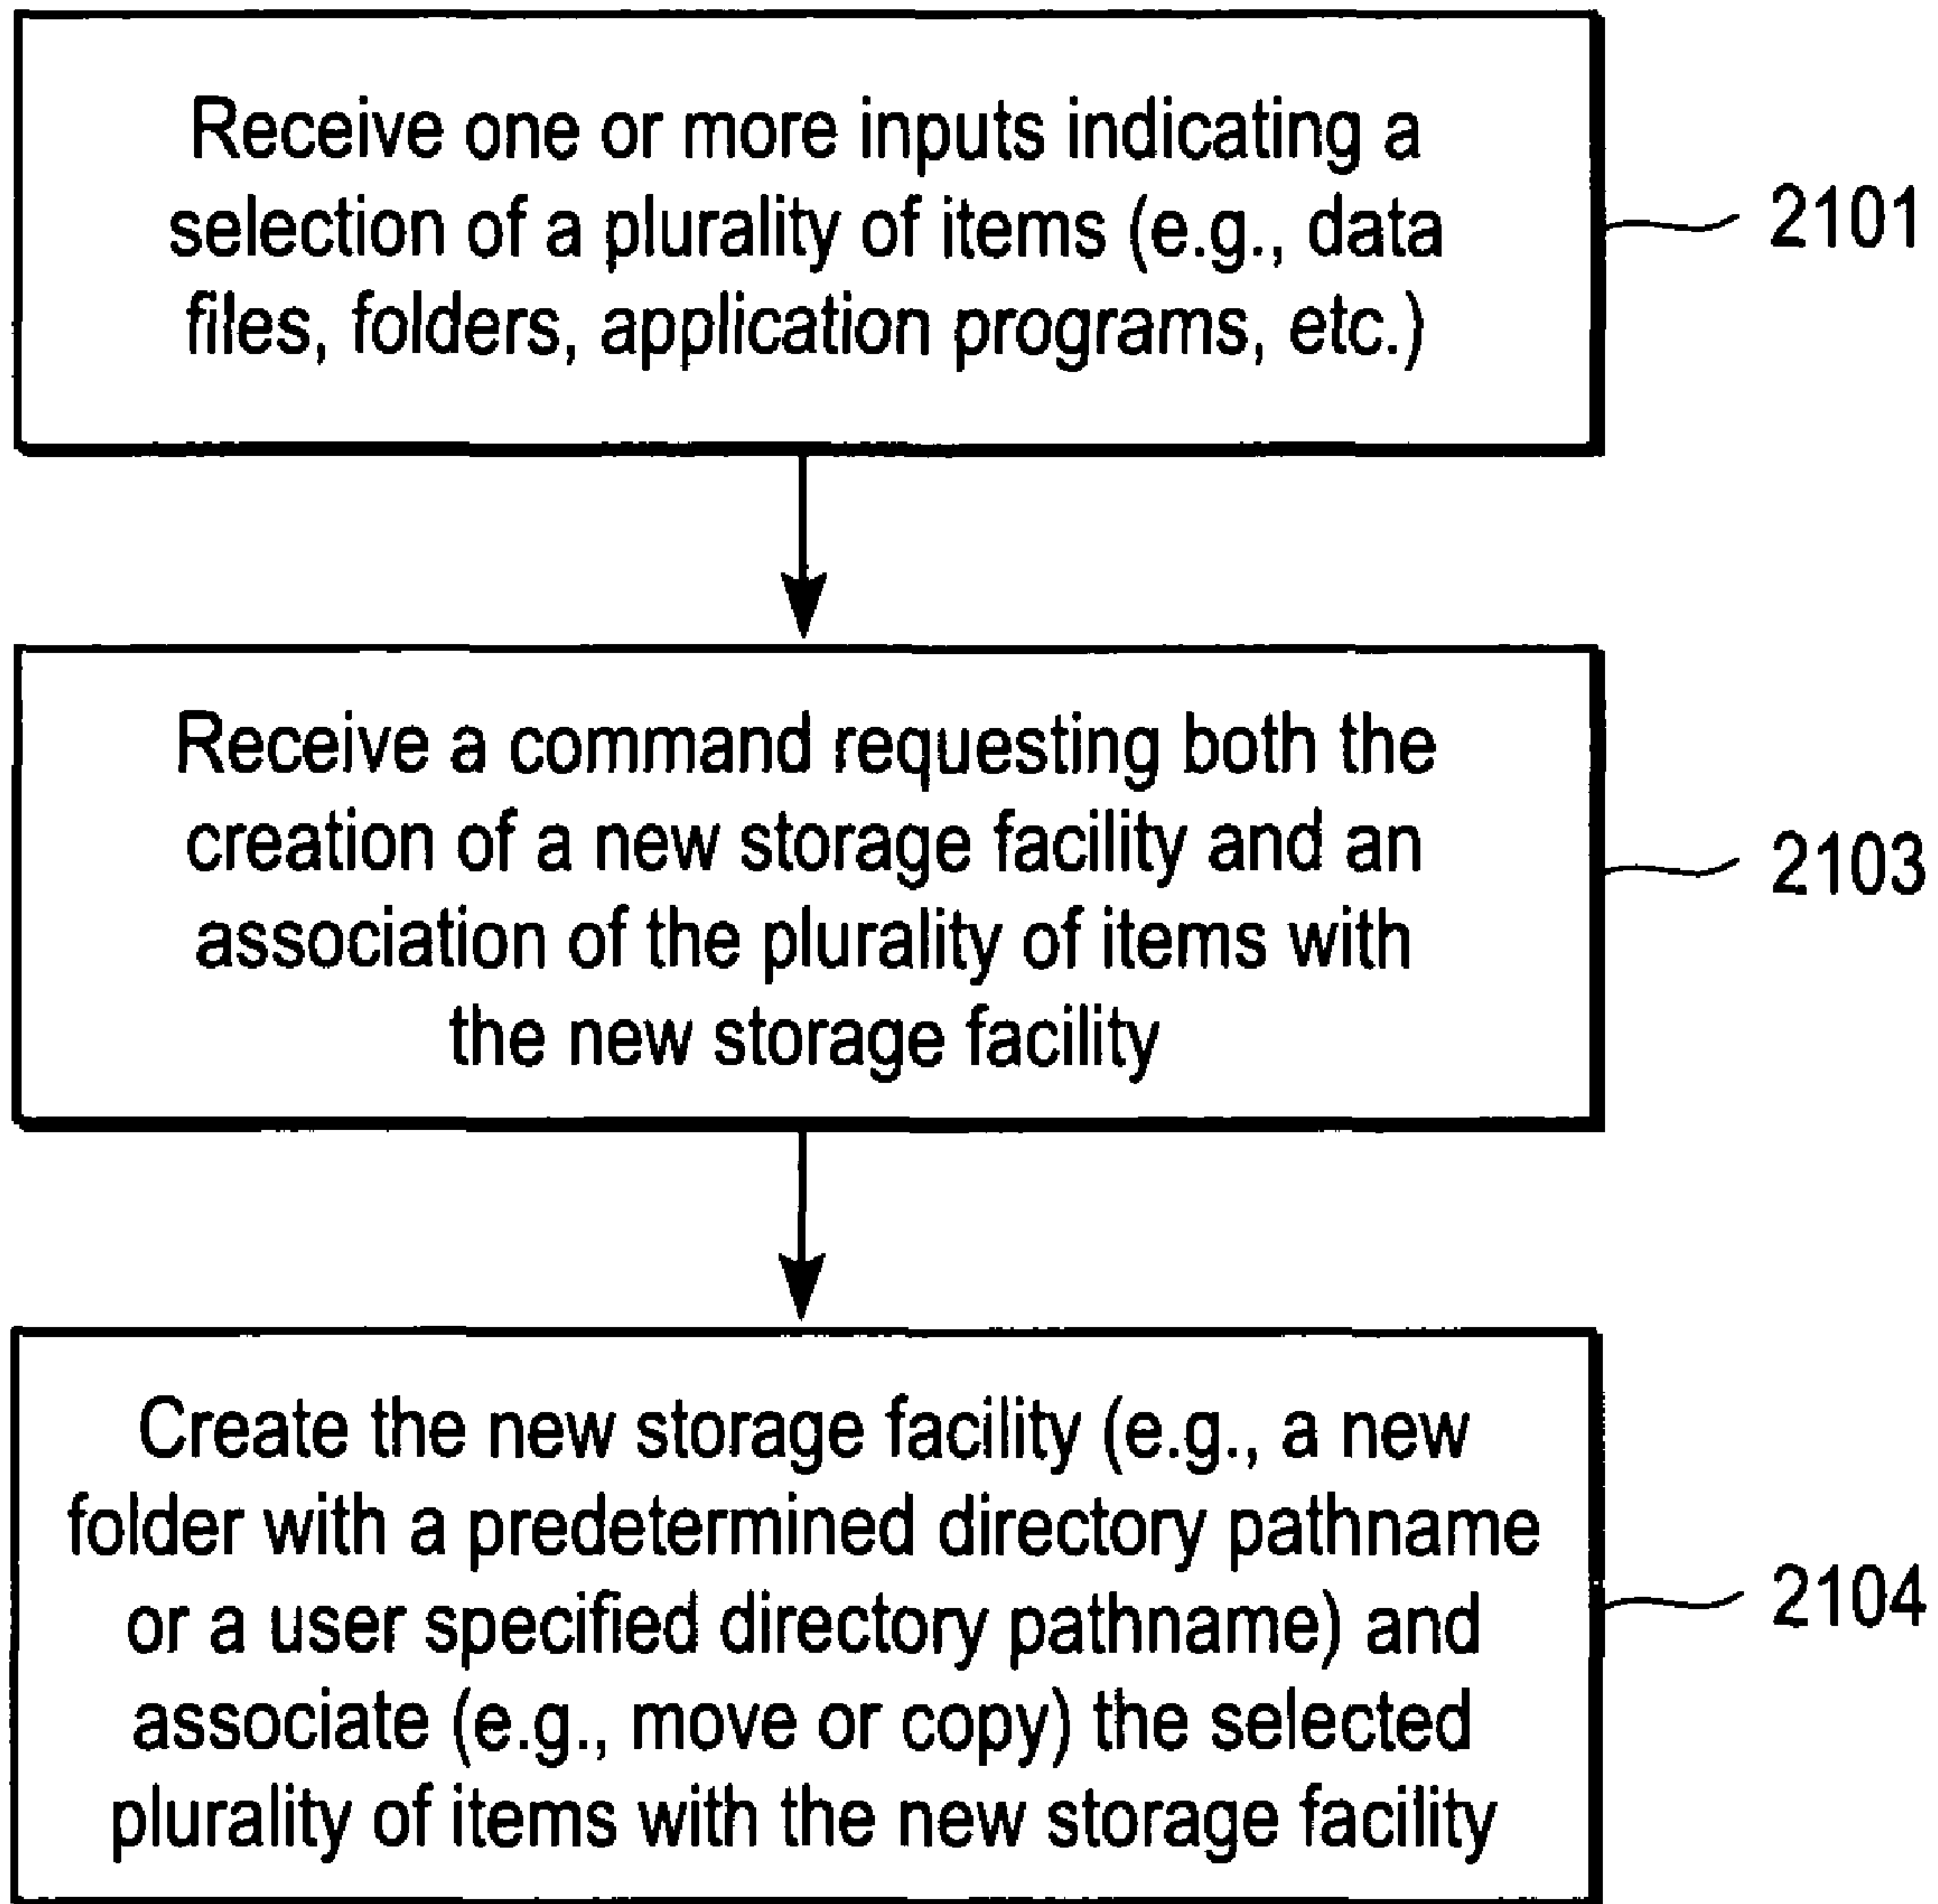 Receive one or more inputs indicating a
selection of a plurality of items (e.g., data
files, folders, application programs, etc.)
2101
Receive a command requesting both the
creation of a new storage facility and an
association of the plurality of items with
the new storage facility
2103
Create the new storage facility (e.g., a new
folder with a predetermined directory pathname
or a user specified directory pathname) and
associate (e.g., move or copy) the selected
plurality of items with the new storage facility
2104